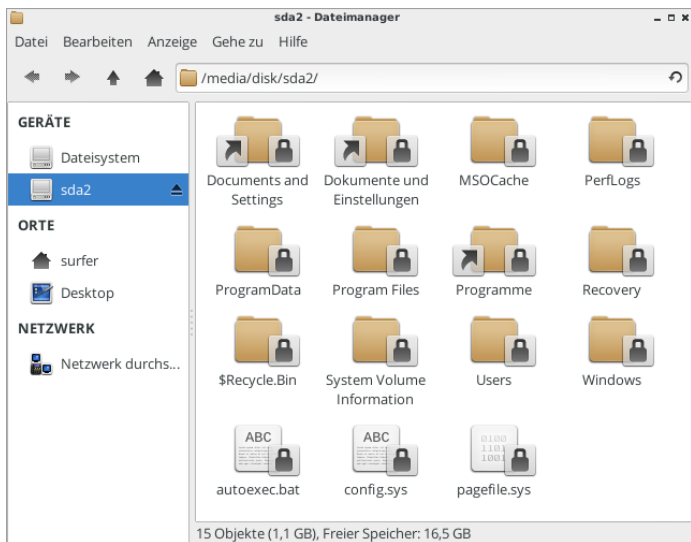 sda2 - Dateimanager
Datei Bearbeiten Anzeige Gehe zu Hilfe
/media/disk/sda2/
GERÄTE
Dateisystem
sda2
ORTE
surfer
Desktop
NETZWERK
Netzwerk durchs...
Documents and
Settings
Dokumente und
Einstellungen
MSOCache
PerfLogs
ProgramData
Program Files
Programme
Recovery
$Recycle.Bin
System Volume
Information
Users
Windows
ABC
autoexec.bat
ABC
config.sys
0100
1101
1001
pagefile.sys
15 Objekte (1,1 GB), Freier Speicher: 16,5 GB